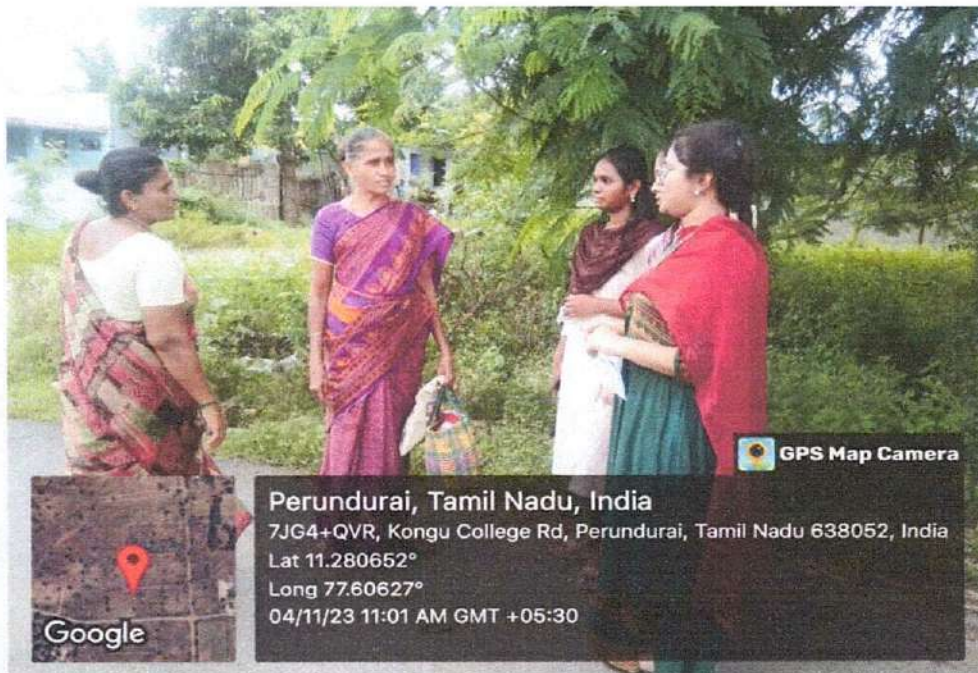 GPS Map Camera
Perundurai, Tamil Nadu, India
7JG4+QVR, Kongu College Rd, Perundurai, Tamil Nadu 638052, India
Lat 11.280652°
Long 77.60627°
04/11/23 11:01 AM GMT +05:30
Google